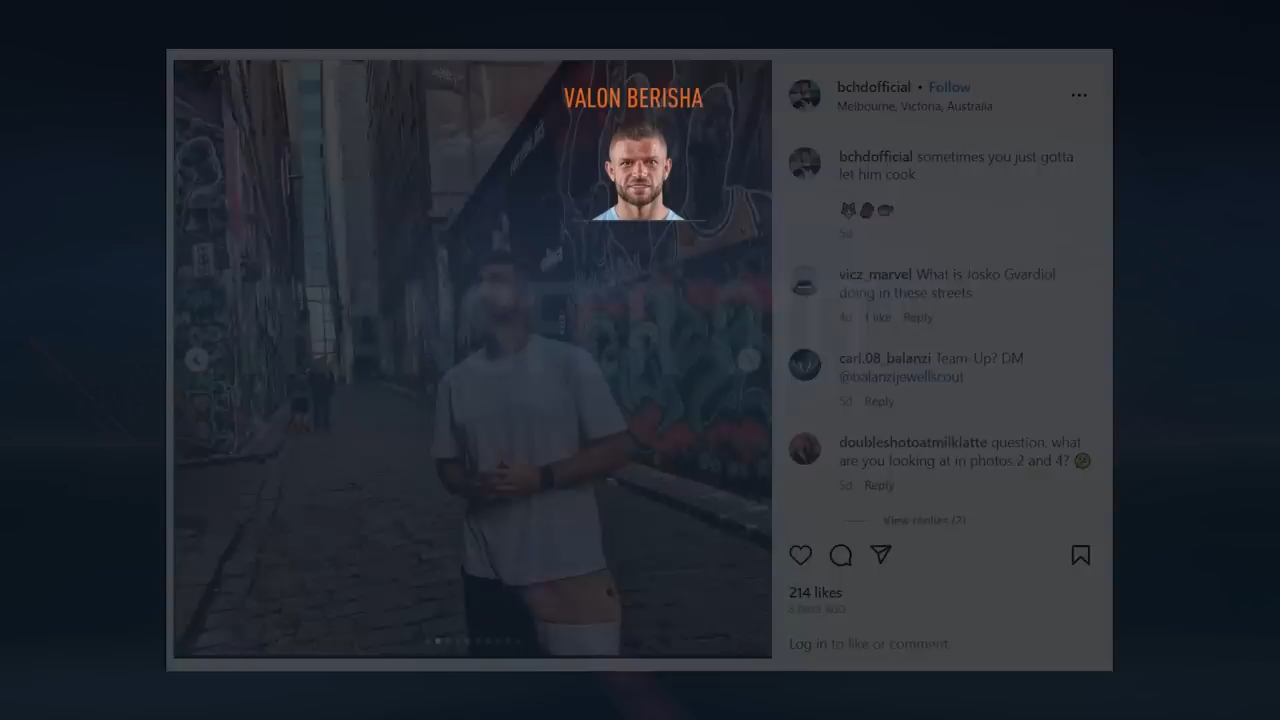 VALON BERISHA
bchdofficial • Follow
Melbourne, Victoria, Australia
bchdofficial sometimes you just gotta
let him cook
5d
vicz_marvel What is Josko Gvardiol
doing in these streets
4d 1 like Reply
carl.08_balanzi Team-Up? DM
@balanzijewellscout
5d Reply
doubleshotoatmilklatte question, what
are you looking at in photos 2 and 4?
5d Reply
View replies (2)
214 likes
Log in to like or comment.